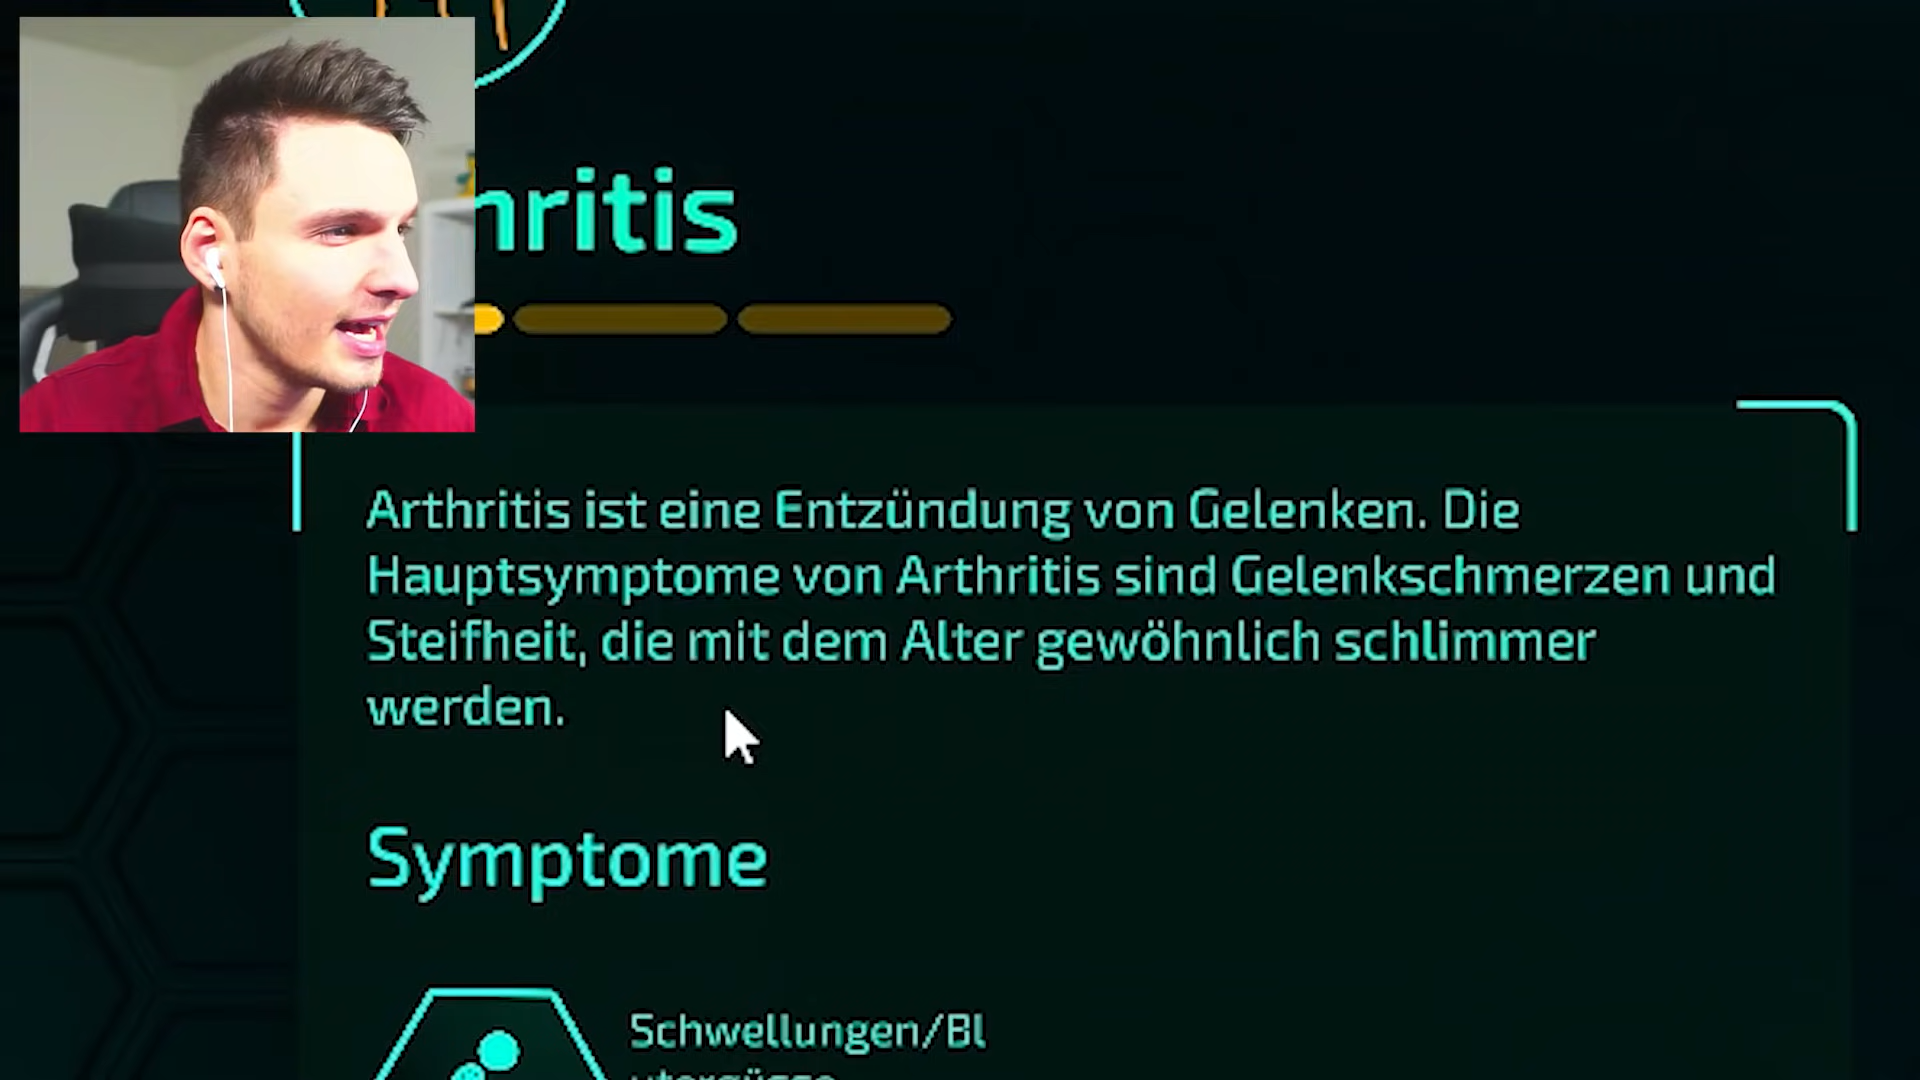 hritis
Arthritis ist eine Entzündung von Gelenken. Die
Hauptsymptome von Arthritis sind Gelenkschmerzen und
Steifheit, die mit dem Alter gewöhnlich schlimmer
werden.
Symptome
Schwellungen/Bl
utergüsse